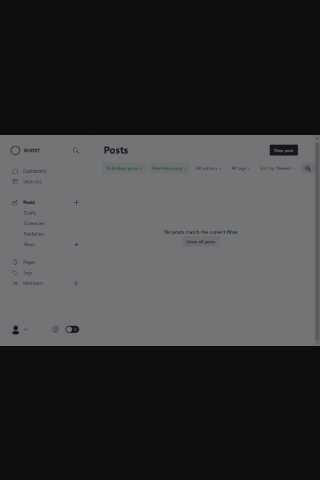 GHOST
Dashboard
View site
Posts
Drafts
Scheduled
Published
News
Pages
Tags
Members
0
Posts
New post
Published posts
Members-only
All authors
All tags
Sort by: Newest
No posts match the current filter
Show all posts